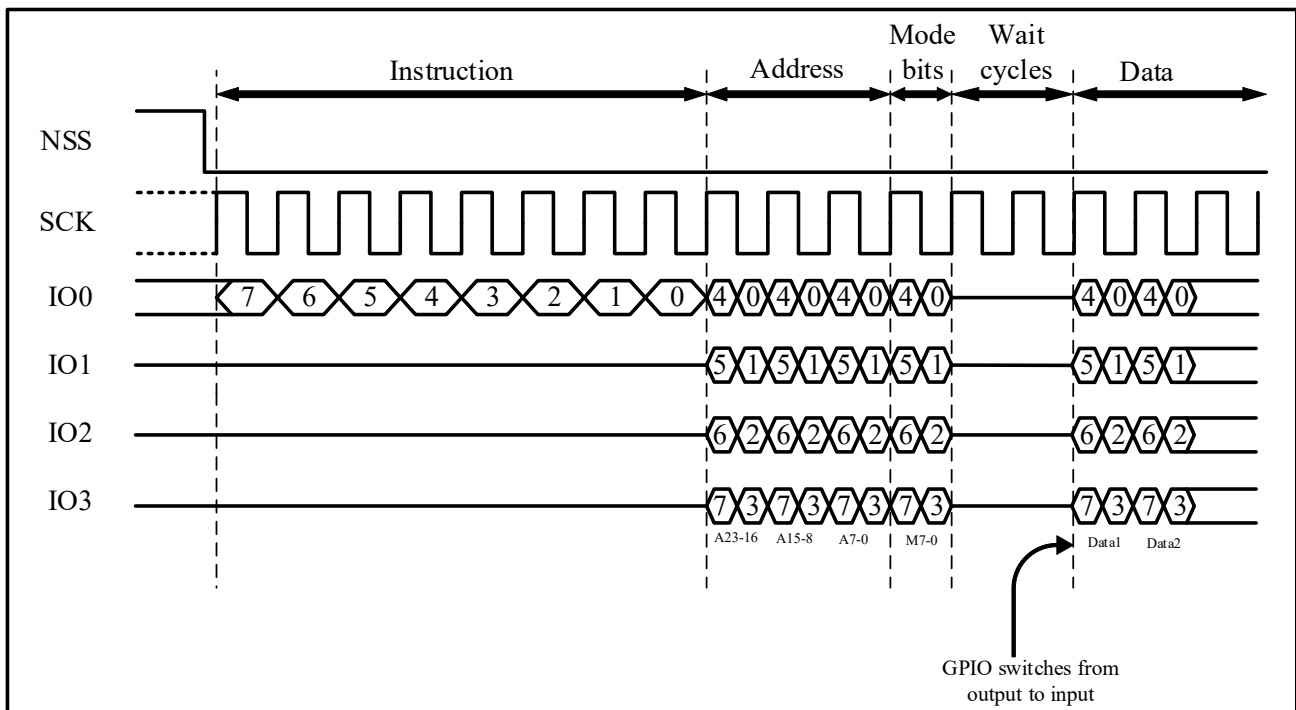 Instruction
Address
Mode
bits
Wait
cycles
Data
NSS
SCK
IO0
7 6 5 4 3 2 1 0 4 0 4 0 4 0 4 0 4 0 4 0
IO1
5 1 5 1 5 1 5 1 5 1 5 1
IO2
6 2 6 2 6 2 6 2 6 2 6 2
IO3
7 3 7 3 7 3 7 3 7 3 7 3
A23-16 A15-8 A7-0 M7-0 Data1 Data2
GPIO switches from
output to input